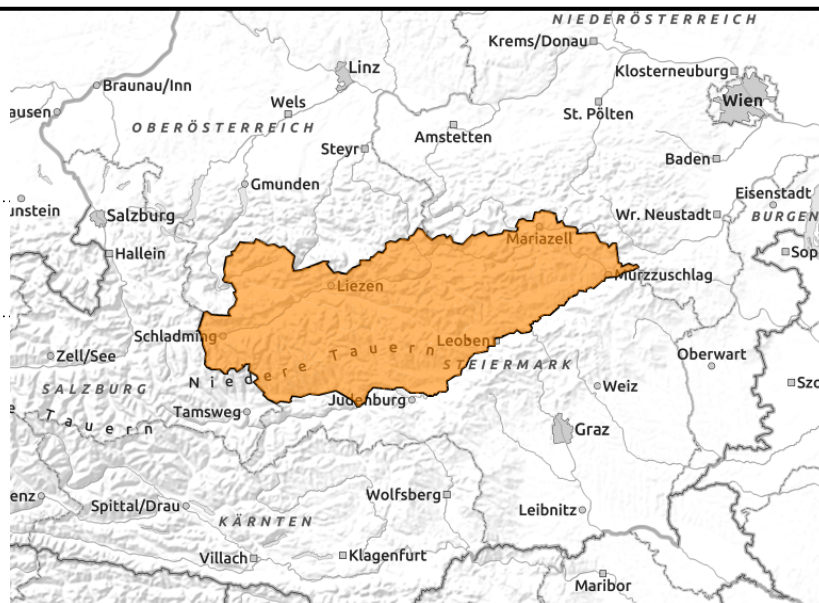 NIEDERÖSTERREICH
Krems/Donau
Linz
Klosterneuburg
Braunau/Inn
Wien
Wels
ausen
St. Pölten
OBERÖSTERREICH
Amstetten
Steyr
Baden
Gmunden
Eisenstadt
unstein
Salzburg
Wr. Neustadt
BURGEN
Mariazell
Hallein
Sop
Mürzzuschlag
Liezen
Schladming
Leoben
Zell/See
Niedere Tauern
STEIERMARK
Oberwart
SALZBURG
Weiz
Szo
Judenburg
Tamsweg
e
Tauern
Graz
enz
Wolfsberg
Spittal/Drau
Leibnitz
KÄRNTEN
Villach
Klagenfurt
Maribor